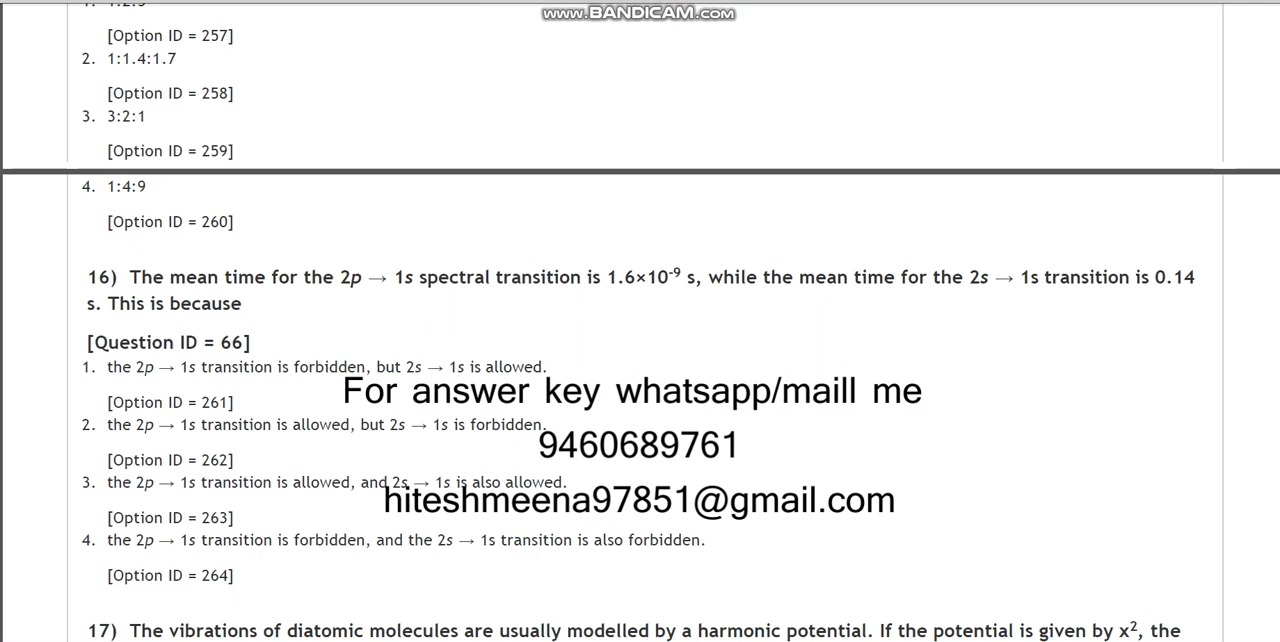 www.BANDICAM.com
[Option ID = 257]
2. 1:1.4:1.7
[Option ID = 258]
3. 3:2:1
[Option ID = 259]
4. 1:4:9
[Option ID = 260]
16) The mean time for the 2p → 1s spectral transition is 1.6×10⁻⁹ s, while the mean time for the 2s → 1s transition is 0.14
s. This is because
[Question ID = 66]
1. the 2p → 1s transition is forbidden, but 2s → 1s is allowed.
For answer key whatsapp/maill me
[Option ID = 261]
2. the 2p → 1s transition is allowed, but 2s → 1s is forbidden.
9460689761
[Option ID = 262]
3. the 2p → 1s transition is allowed, and 2s → 1s is also allowed.
hiteshmeena97851@gmail.com
[Option ID = 263]
4. the 2p → 1s transition is forbidden, and the 2s → 1s transition is also forbidden.
[Option ID = 264]
17) The vibrations of diatomic molecules are usually modelled by a harmonic potential. If the potential is given by x², the